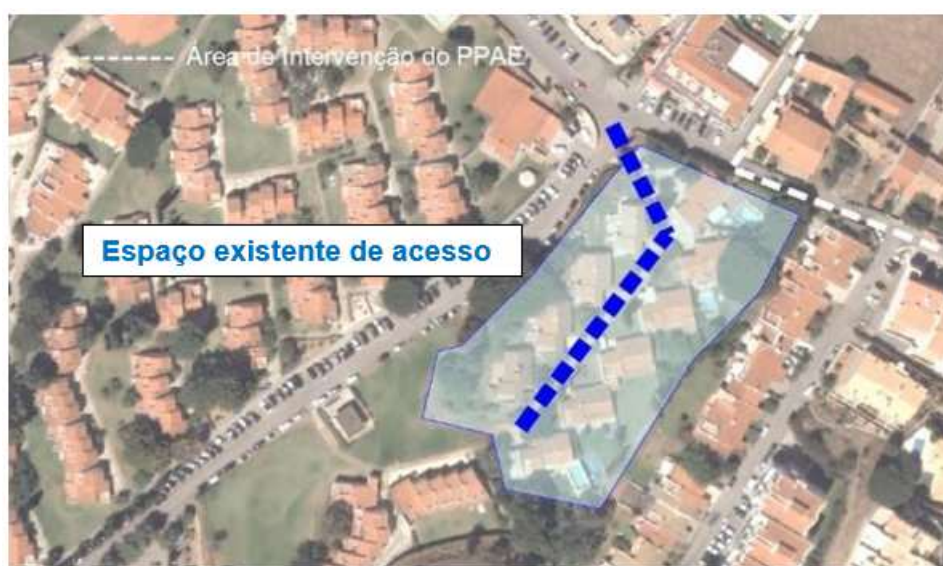 Área de Intervenção do PPAE
Espaço existente de acesso